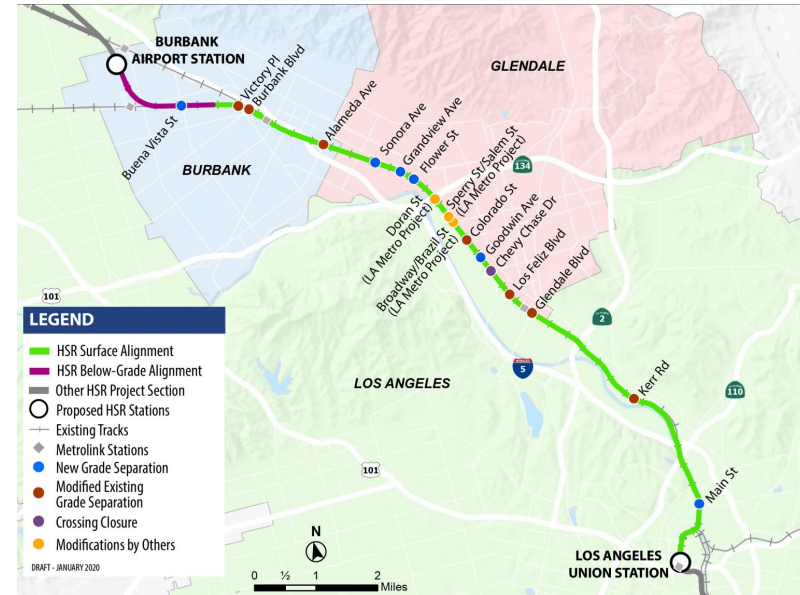 BURBANK
AIRPORT STATION
Victory Pl
Burbank Blvd
GLENDALE
Alameda Ave
Buena Vista St
Sonora Ave
Grandview Ave
Flower St
134
BURBANK
Sperry St/Salem St
(LA Metro Project)
Doran St
(LA Metro Project)
Colorado St
Goodwin Ave
Chevy Chase Dr
Broadway/Brazil St
(LA Metro Project)
Los Feliz Blvd
Glendale Blvd
101
2
LEGEND
HSR Surface Alignment
HSR Below-Grade Alignment
Other HSR Project Section
Proposed HSR Stations
Existing Tracks
Metrolink Stations
New Grade Separation
Modified Existing
Grade Separation
Crossing Closure
Modifications by Others
DRAFT – JANUARY 2020
5
LOS ANGELES
Kerr Rd
110
101
Main St
N
0 ½ 1 2
Miles
LOS ANGELES
UNION STATION